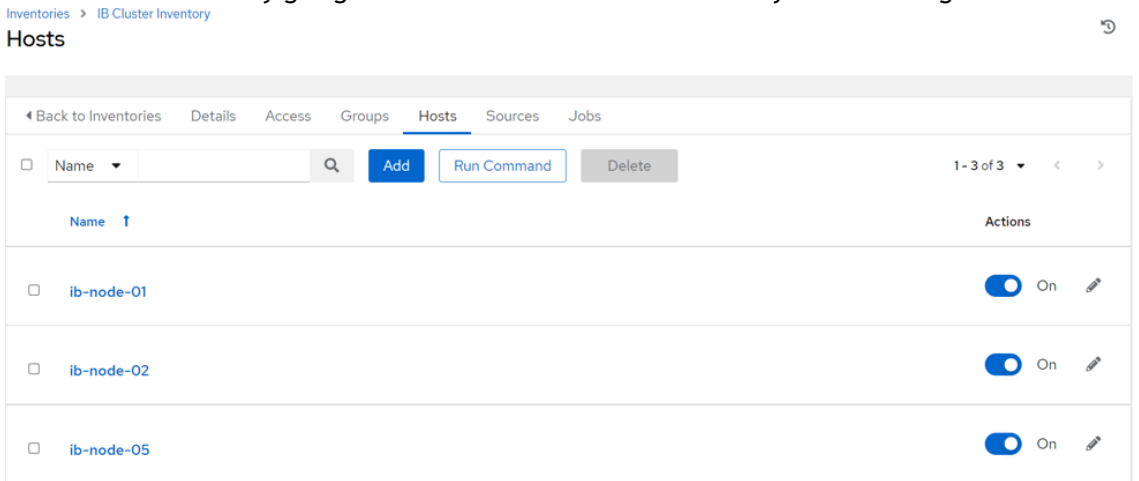 Inventories > IB Cluster Inventory
Hosts
Back to Inventories Details Access Groups Hosts Sources Jobs
Name Add Run Command Delete 1 - 3 of 3
Name Actions
ib-node-01 On
ib-node-02 On
ib-node-05 On